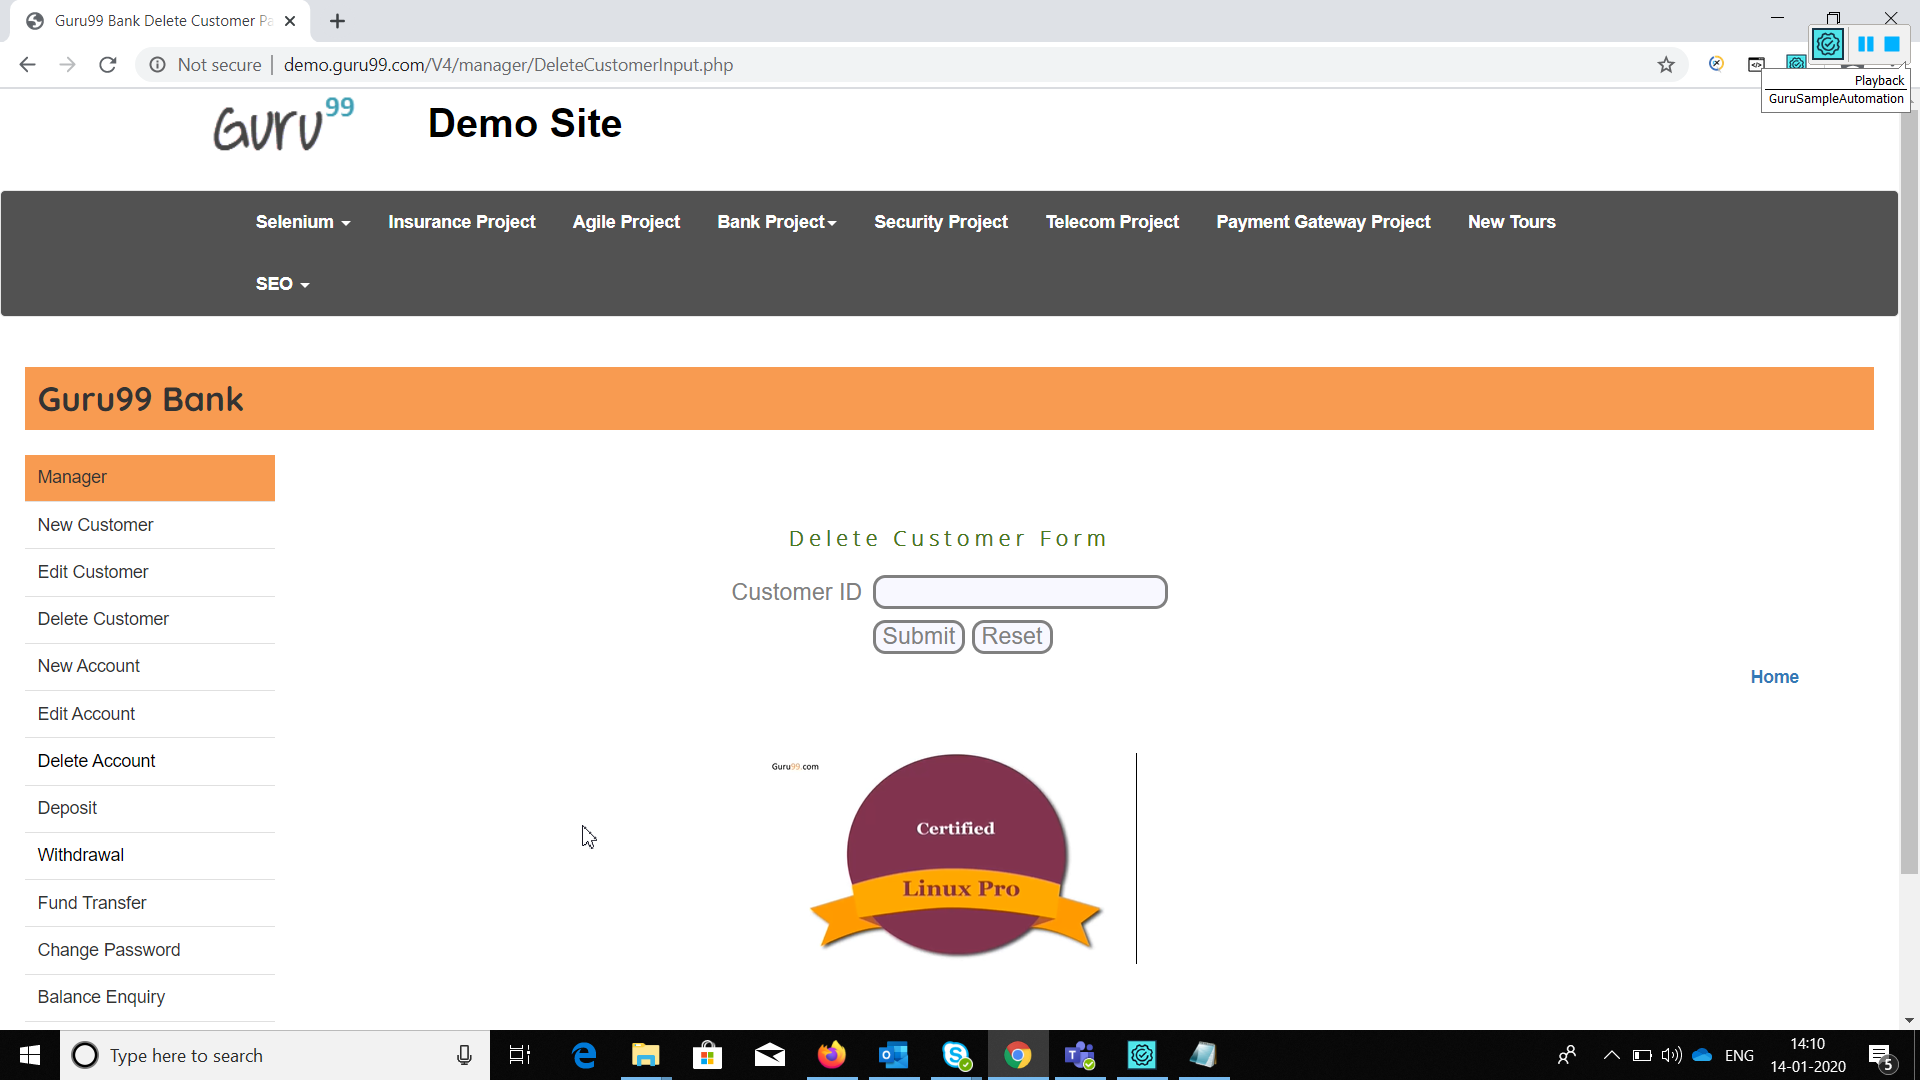 Guru99 Bank Delete Customer Pa
Not secure | demo.guru99.com/V4/manager/DeleteCustomerInput.php
Playback
GuruSampleAutomation
Guru99 Demo Site
Selenium Insurance Project Agile Project Bank Project Security Project Telecom Project Payment Gateway Project New Tours
SEO
Guru99 Bank
Manager
New Customer
Edit Customer
Delete Customer
New Account
Edit Account
Delete Account
Deposit
Withdrawal
Fund Transfer
Change Password
Balance Enquiry
Delete Customer Form
Customer ID
Submit Reset
Home
Guru99.com
Certified
Linux Pro
Type here to search
ENG
14:10
14-01-2020
5